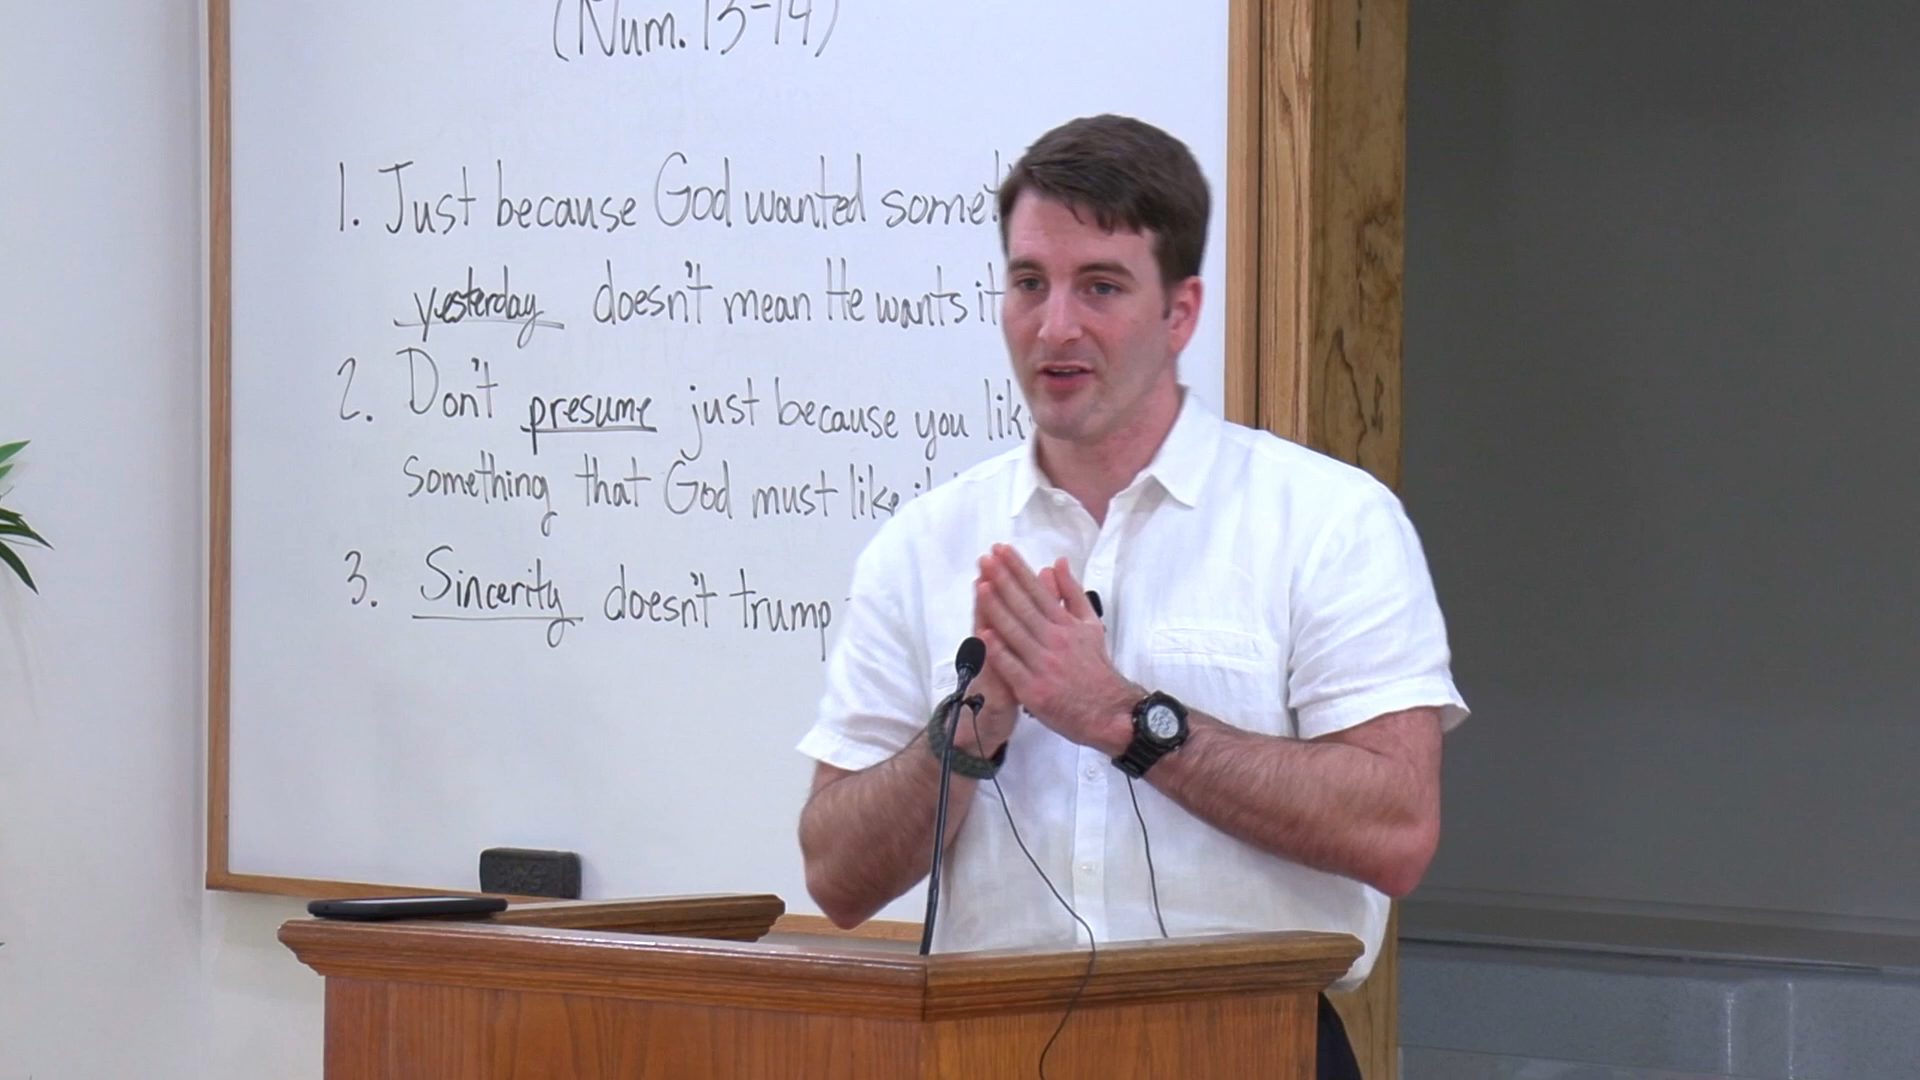 (Num. 13-14)
1. Just because God wanted somet
yesterday doesn't mean He wants it
2. Don't presume just because you lik
something that God must like i
3. Sincerity doesn't trump